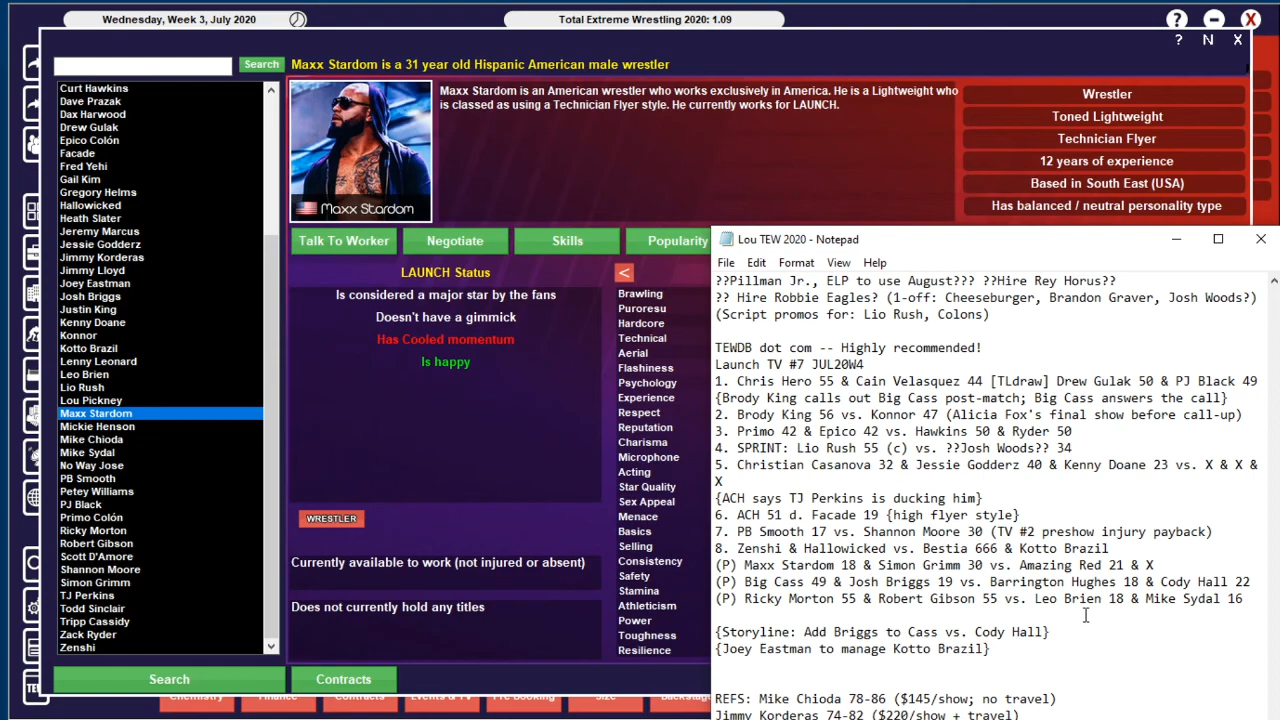 Wednesday, Week 3, July 2020
Total Extreme Wrestling 2020: 1.09
? − X
? N X
Search
Maxx Stardom is a 31 year old Hispanic American male wrestler
Curt Hawkins
Dave Prazak
Dax Harwood
Drew Gulak
Epico Colón
Facade
Fred Yehi
Gail Kim
Gregory Helms
Hallowicked
Heath Slater
Jeremy Marcus
Jessie Godderz
Jimmy Korderas
Jimmy Lloyd
Joey Eastman
Josh Briggs
Justin King
Kenny Doane
Konnor
Kotto Brazil
Lenny Leonard
Leo Brien
Lio Rush
Lou Pickney
Maxx Stardom
Mickie Henson
Mike Chioda
Mike Sydal
No Way Jose
PB Smooth
Petey Williams
PJ Black
Primo Colón
Ricky Morton
Robert Gibson
Scott D'Amore
Shannon Moore
Simon Grimm
TJ Perkins
Todd Sinclair
Tripp Cassidy
Zack Ryder
Zenshi
Search
Contracts
Maxx Stardom
Maxx Stardom is an American wrestler who works exclusively in America. He is a Lightweight who
is classed as using a Technician Flyer style. He currently works for LAUNCH.
Wrestler
Toned Lightweight
Technician Flyer
12 years of experience
Based in South East (USA)
Has balanced / neutral personality type
Talk To Worker
Negotiate
Skills
Popularity
LAUNCH Status
Is considered a major star by the fans
Doesn't have a gimmick
Has Cooled momentum
Is happy
WRESTLER
Currently available to work (not injured or absent)
Does not currently hold any titles
<
Brawling
Puroresu
Hardcore
Technical
Aerial
Flashiness
Psychology
Experience
Respect
Reputation
Charisma
Microphone
Acting
Star Quality
Sex Appeal
Menace
Basics
Selling
Consistency
Safety
Stamina
Athleticism
Power
Toughness
Resilience
Lou TEW 2020 - Notepad
File Edit Format View Help
??Pillman Jr., ELP to use August??? ??Hire Rey Horus??
?? Hire Robbie Eagles? (1-off: Cheeseburger, Brandon Graver, Josh Woods?)
(Script promos for: Lio Rush, Colons)
TEWDB dot com -- Highly recommended!
Launch TV #7 JUL20W4
1. Chris Hero 55 & Cain Velasquez 44 [TLdraw] Drew Gulak 50 & PJ Black 49
{Brody King calls out Big Cass post-match; Big Cass answers the call}
2. Brody King 56 vs. Konnor 47 (Alicia Fox's final show before call-up)
3. Primo 42 & Epico 42 vs. Hawkins 50 & Ryder 50
4. SPRINT: Lio Rush 55 (c) vs. ??Josh Woods?? 34
5. Christian Casanova 32 & Jessie Godderz 40 & Kenny Doane 23 vs. X & X &
X
{ACH says TJ Perkins is ducking him}
6. ACH 51 d. Facade 19 {high flyer style}
7. PB Smooth 17 vs. Shannon Moore 30 (TV #2 preshow injury payback)
8. Zenshi & Hallowicked vs. Bestia 666 & Kotto Brazil
(P) Maxx Stardom 18 & Simon Grimm 30 vs. Amazing Red 21 & X
(P) Big Cass 49 & Josh Briggs 19 vs. Barrington Hughes 18 & Cody Hall 22
(P) Ricky Morton 55 & Robert Gibson 55 vs. Leo Brien 18 & Mike Sydal 16
{Storyline: Add Briggs to Cass vs. Cody Hall}
{Joey Eastman to manage Kotto Brazil}
REFS: Mike Chioda 78-86 ($145/show; no travel)
Jimmy Korderas 74-82 ($220/show + travel)